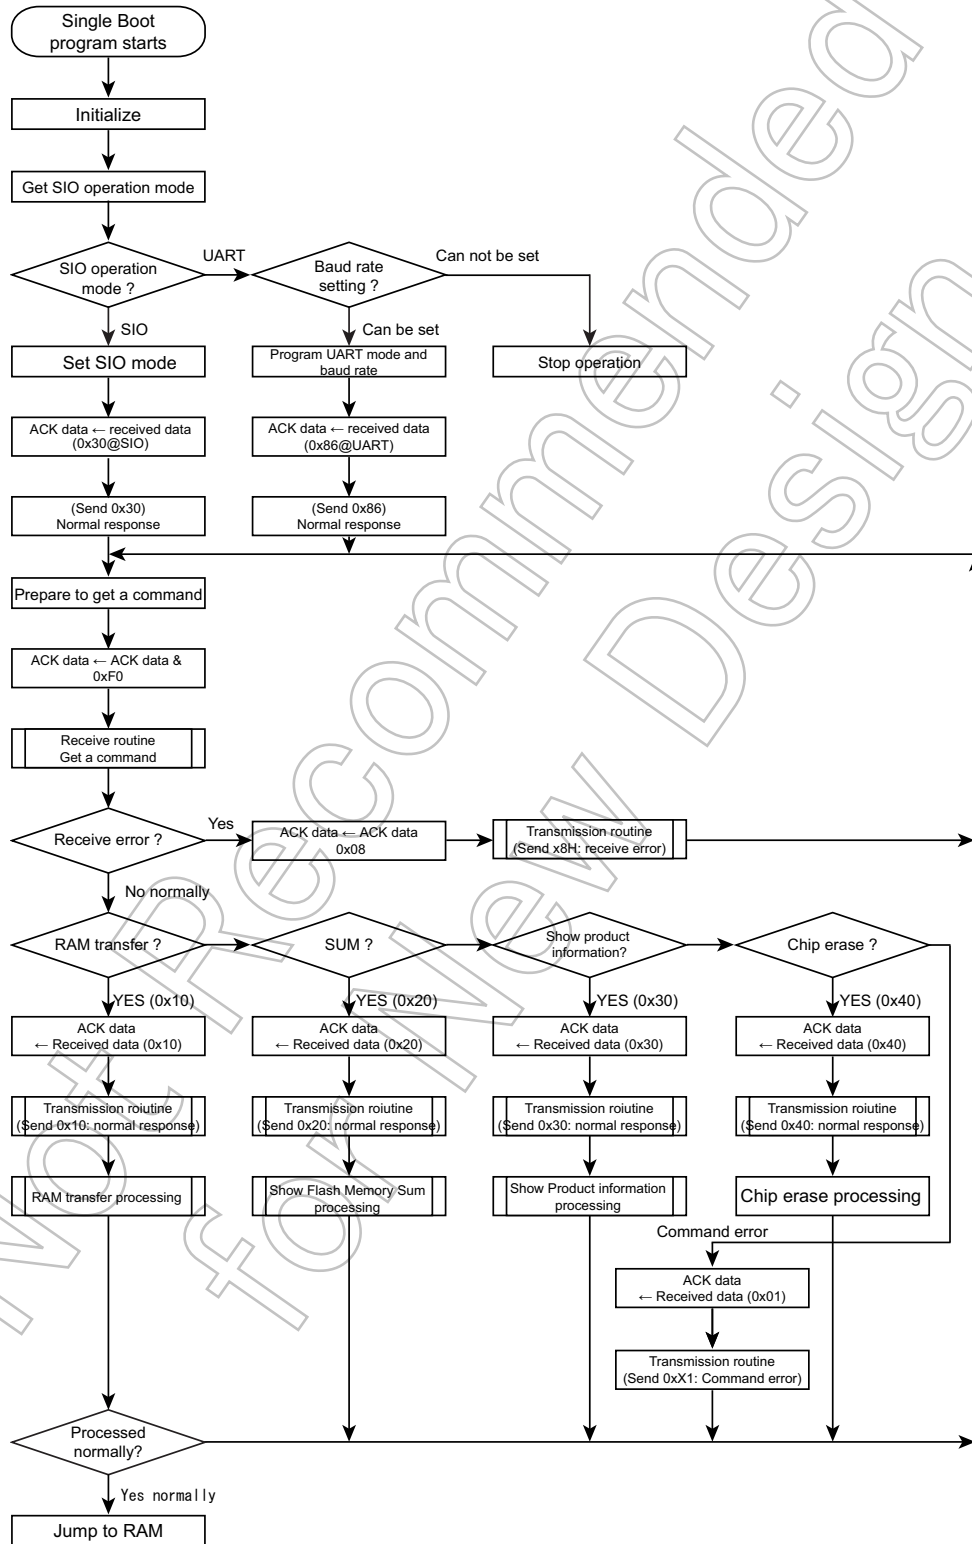 Single Boot
program starts
Initialize
Get SIO operation mode
SIO operation
mode ?
UART
Baud rate
setting ?
Can not be set
SIO
Can be set
Set SIO mode
Program UART mode and
baud rate
Stop operation
ACK data ← received data
(0x30@SIO)
ACK data ← received data
(0x86@UART)
(Send 0x30)
Normal response
(Send 0x86)
Normal response
Prepare to get a command
ACK data ← ACK data &
0xF0
Receive routine
Get a command
Receive error ?
Yes
ACK data ← ACK data
0x08
Transmission routine
(Send x8H: receive error)
No normally
RAM transfer ?
SUM ?
Show product
information?
Chip erase ?
YES (0x10)
YES (0x20)
YES (0x30)
YES (0x40)
ACK data
← Received data (0x10)
ACK data
← Received data (0x20)
ACK data
← Received data (0x30)
ACK data
← Received data (0x40)
Transmission roiutine
(Send 0x10: normal response)
Transmission roiutine
(Send 0x20: normal response)
Transmission roiutine
(Send 0x30: normal response)
Transmission roiutine
(Send 0x40: normal response)
RAM transfer processing
Show Flash Memory Sum
processing
Show Product information
processing
Chip erase processing
Command error
ACK data
← Received data (0x01)
Transmission routine
(Send 0xX1: Command error)
Processed
normally?
Yes normally
Jump to RAM
Not Recommended
for New Design